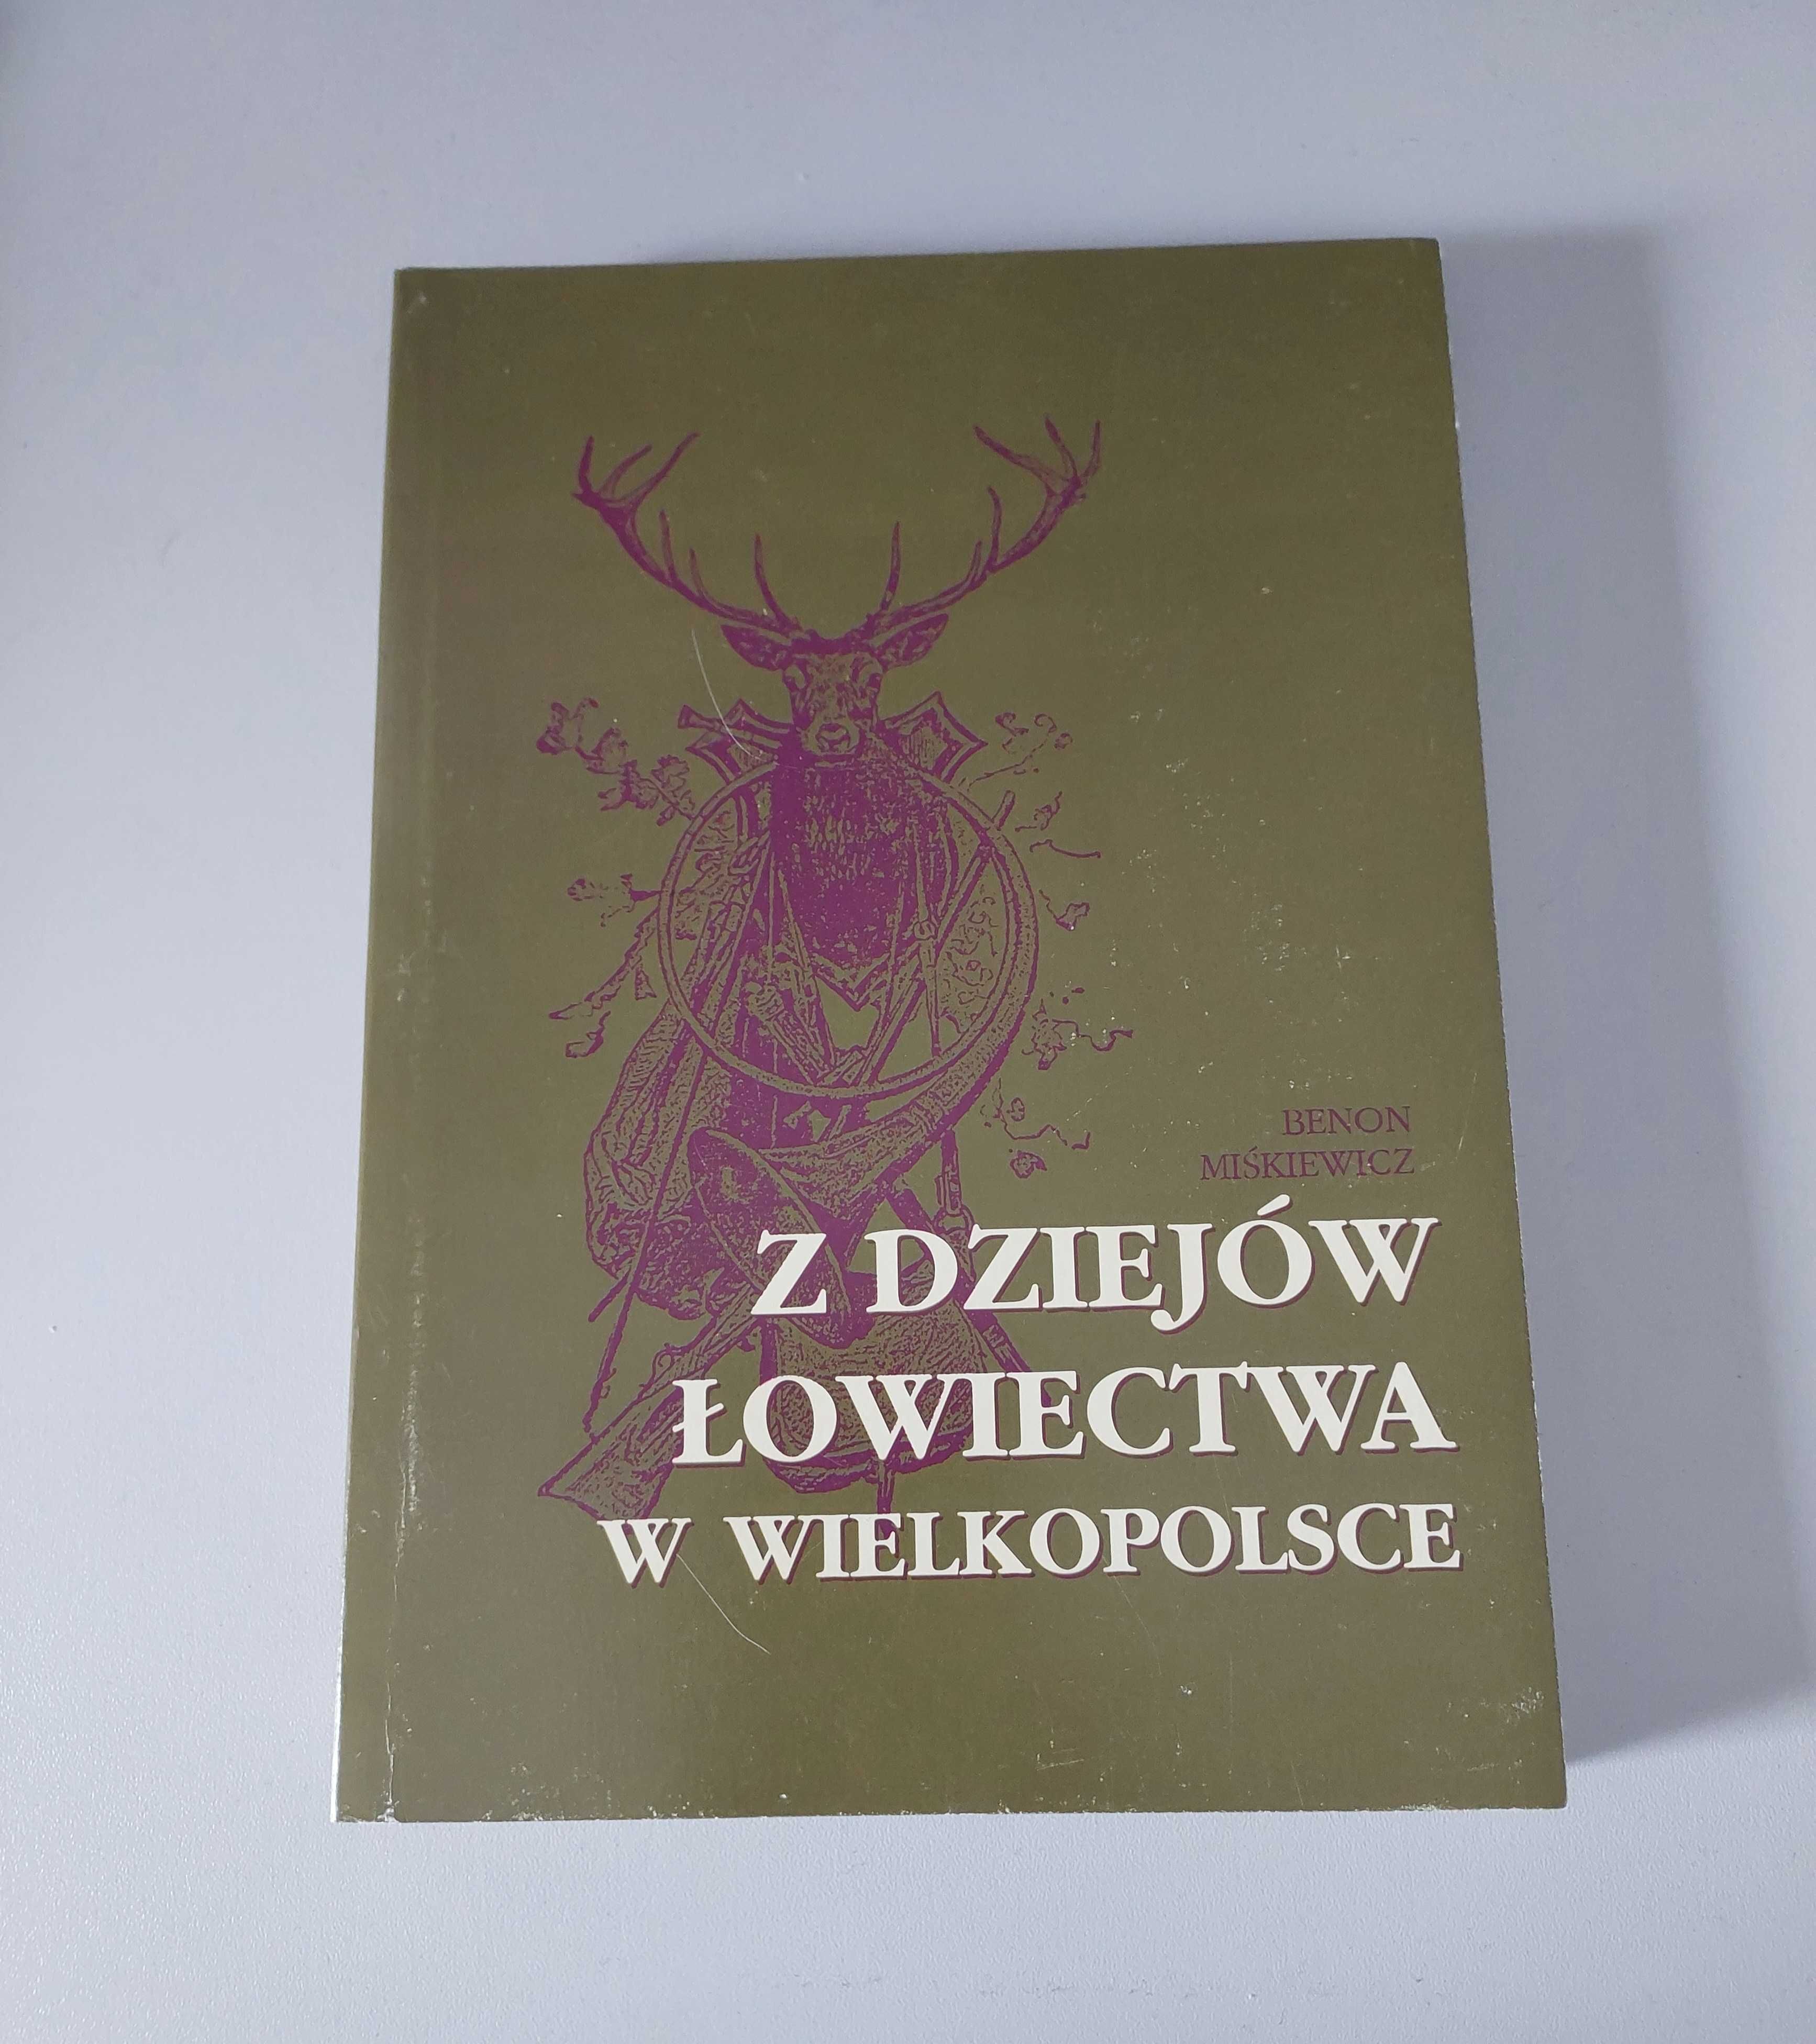 BENON
MIŚKIEWICZ
Z DZIEJÓW
ŁOWIECTWA
W WIELKOPOLSCE